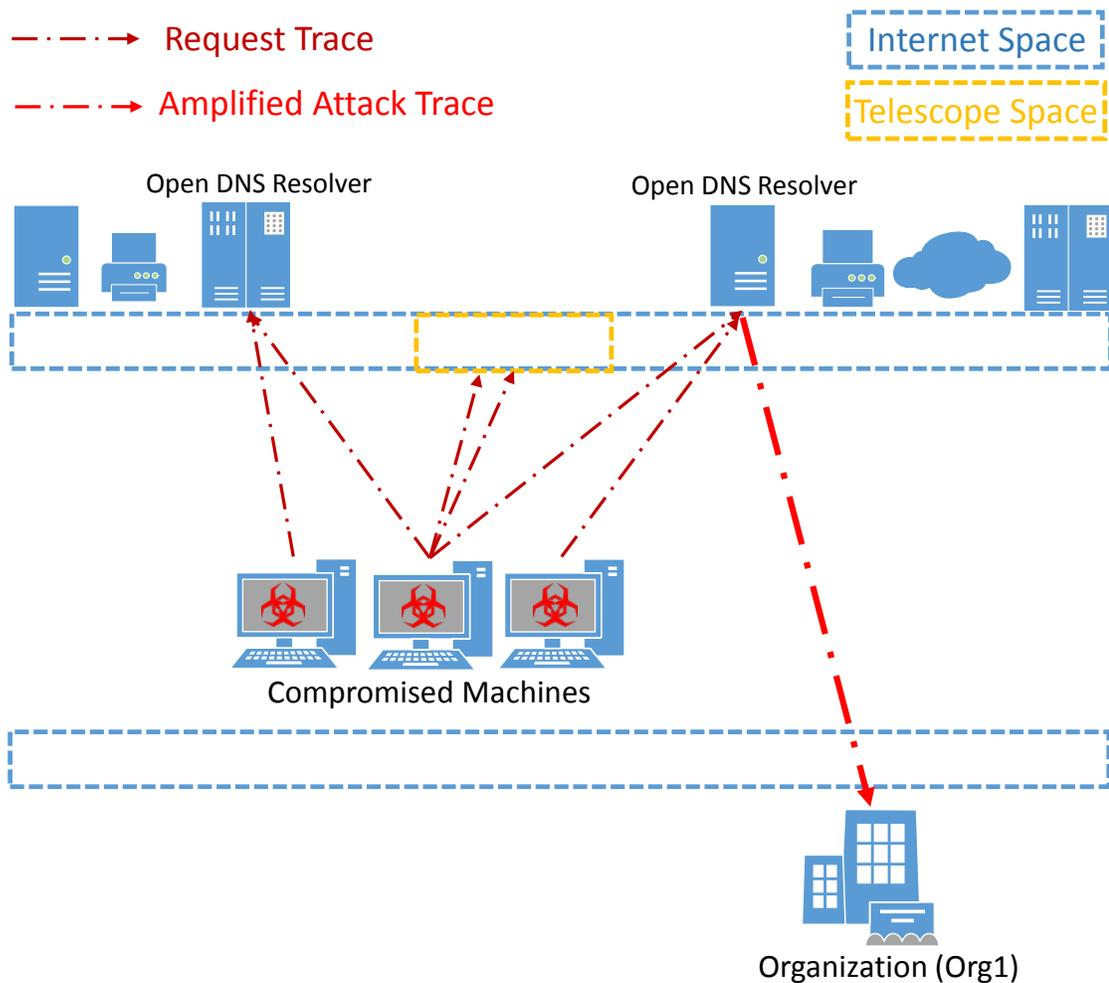 Request Trace
Internet Space
Amplified Attack Trace
Telescope Space
Open DNS Resolver
Open DNS Resolver
Compromised Machines
Organization (Org1)